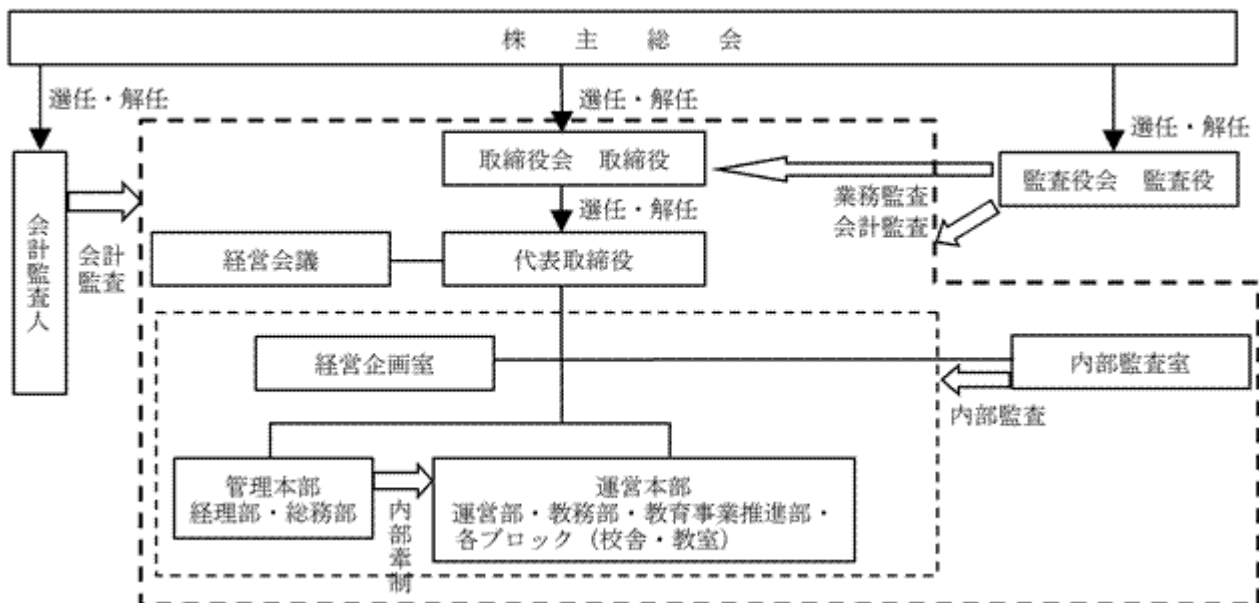 株主総会
選任・解任
選任・解任
選任・解任
取締役会　取締役
監査役会　監査役
業務監査
会計監査
会計監査人
会計
監査
選任・解任
経営会議
代表取締役
経営企画室
内部監査室
内部監査
管理本部
経理部・総務部
内部牽制
運営本部
運営部・教務部・教育事業推進部・
各ブロック（校舎・教室）